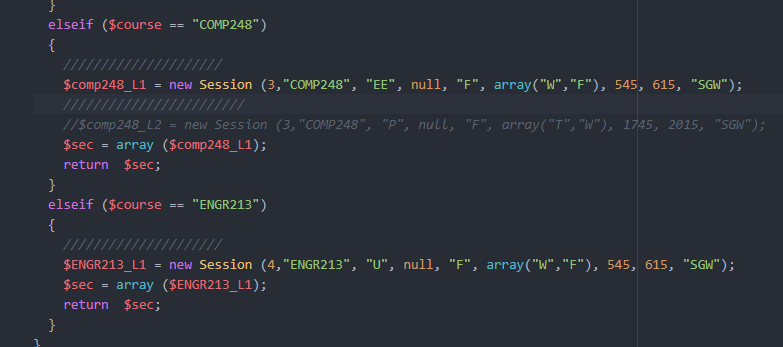 }
elseif ($course == "COMP248")
{
/////////////////////
$comp248_L1 = new Session (3,"COMP248", "EE", null, "F", array("W","F"), 545, 615, "SGW");
////////////////////////
//$comp248_L2 = new Session (3,"COMP248", "P", null, "F", array("T","W"), 1745, 2015, "SGW");
$sec = array ($comp248_L1);
return  $sec;
}
elseif ($course == "ENGR213")
{
/////////////////////
$ENGR213_L1 = new Session (4,"ENGR213", "U", null, "F", array("W","F"), 545, 615, "SGW");
$sec = array ($ENGR213_L1);
return  $sec;
}
}